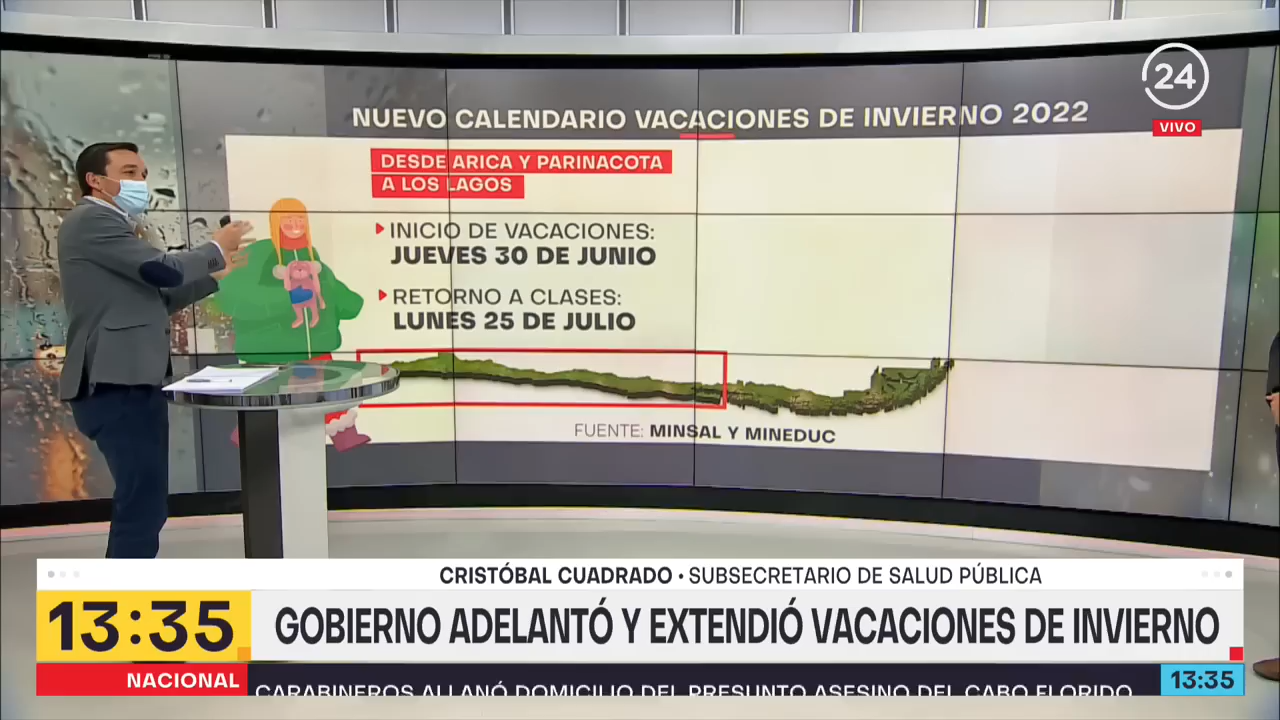 24
VIVO
NUEVO CALENDARIO VACACIONES DE INVIERNO 2022
DESDE ARICA Y PARINACOTA
A LOS LAGOS
INICIO DE VACACIONES:
JUEVES 30 DE JUNIO
RETORNO A CLASES:
LUNES 25 DE JULIO
FUENTE: MINSAL Y MINEDUC
CRISTÓBAL CUADRADO • SUBSECRETARIO DE SALUD PÚBLICA
13:35
GOBIERNO ADELANTÓ Y EXTENDIÓ VACACIONES DE INVIERNO
NACIONAL
CARABINEROS ALLANÓ DOMICILIO DEL PRESUNTO ASESINO DEL CABO FLORIDO
13:35